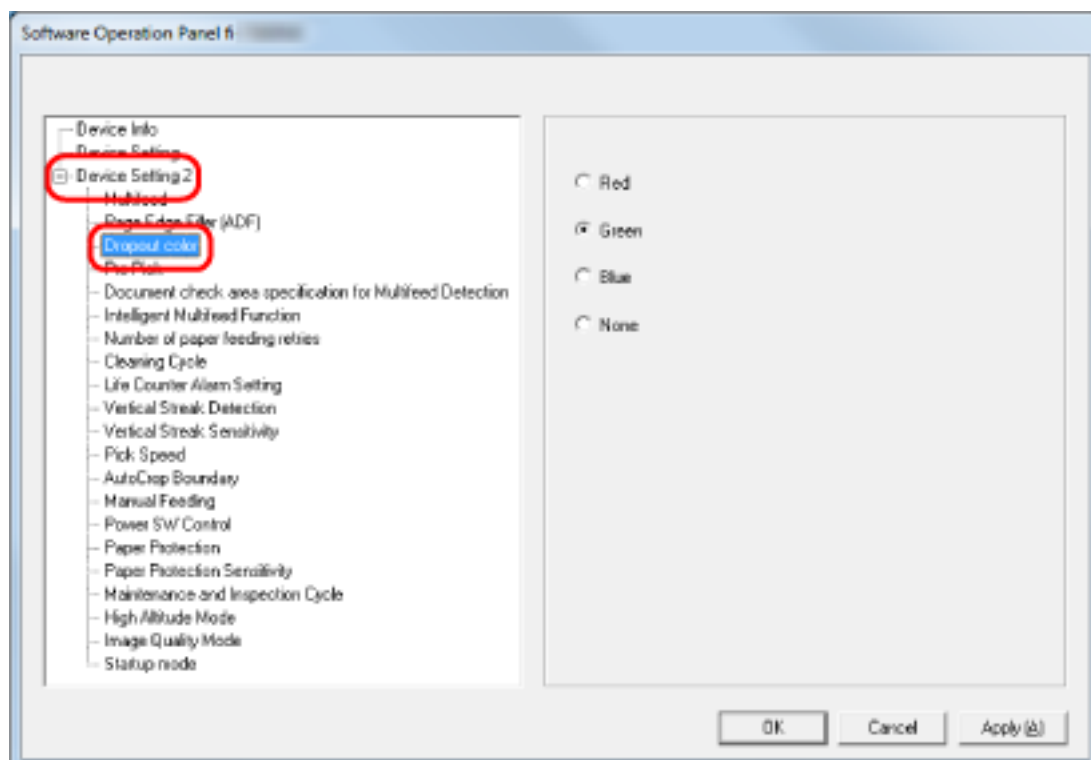 Software Operation Panel fi
Device Info
Device Setting
Device Setting 2
Multifeed
Page Edge Filler (ADF)
Dropout color
Pre-Pick
Document check area specification for Multifeed Detection
Intelligent Multifeed Function
Number of paper feeding retries
Cleaning Cycle
Life Counter Alarm Setting
Vertical Streak Detection
Vertical Streak Sensitivity
Pick Speed
AutoCrop Boundary
Manual Feeding
Power SW Control
Paper Protection
Paper Protection Sensitivity
Maintenance and Inspection Cycle
High Altitude Mode
Image Quality Mode
Startup mode
Red
Green
Blue
None
OK
Cancel
Apply (A)